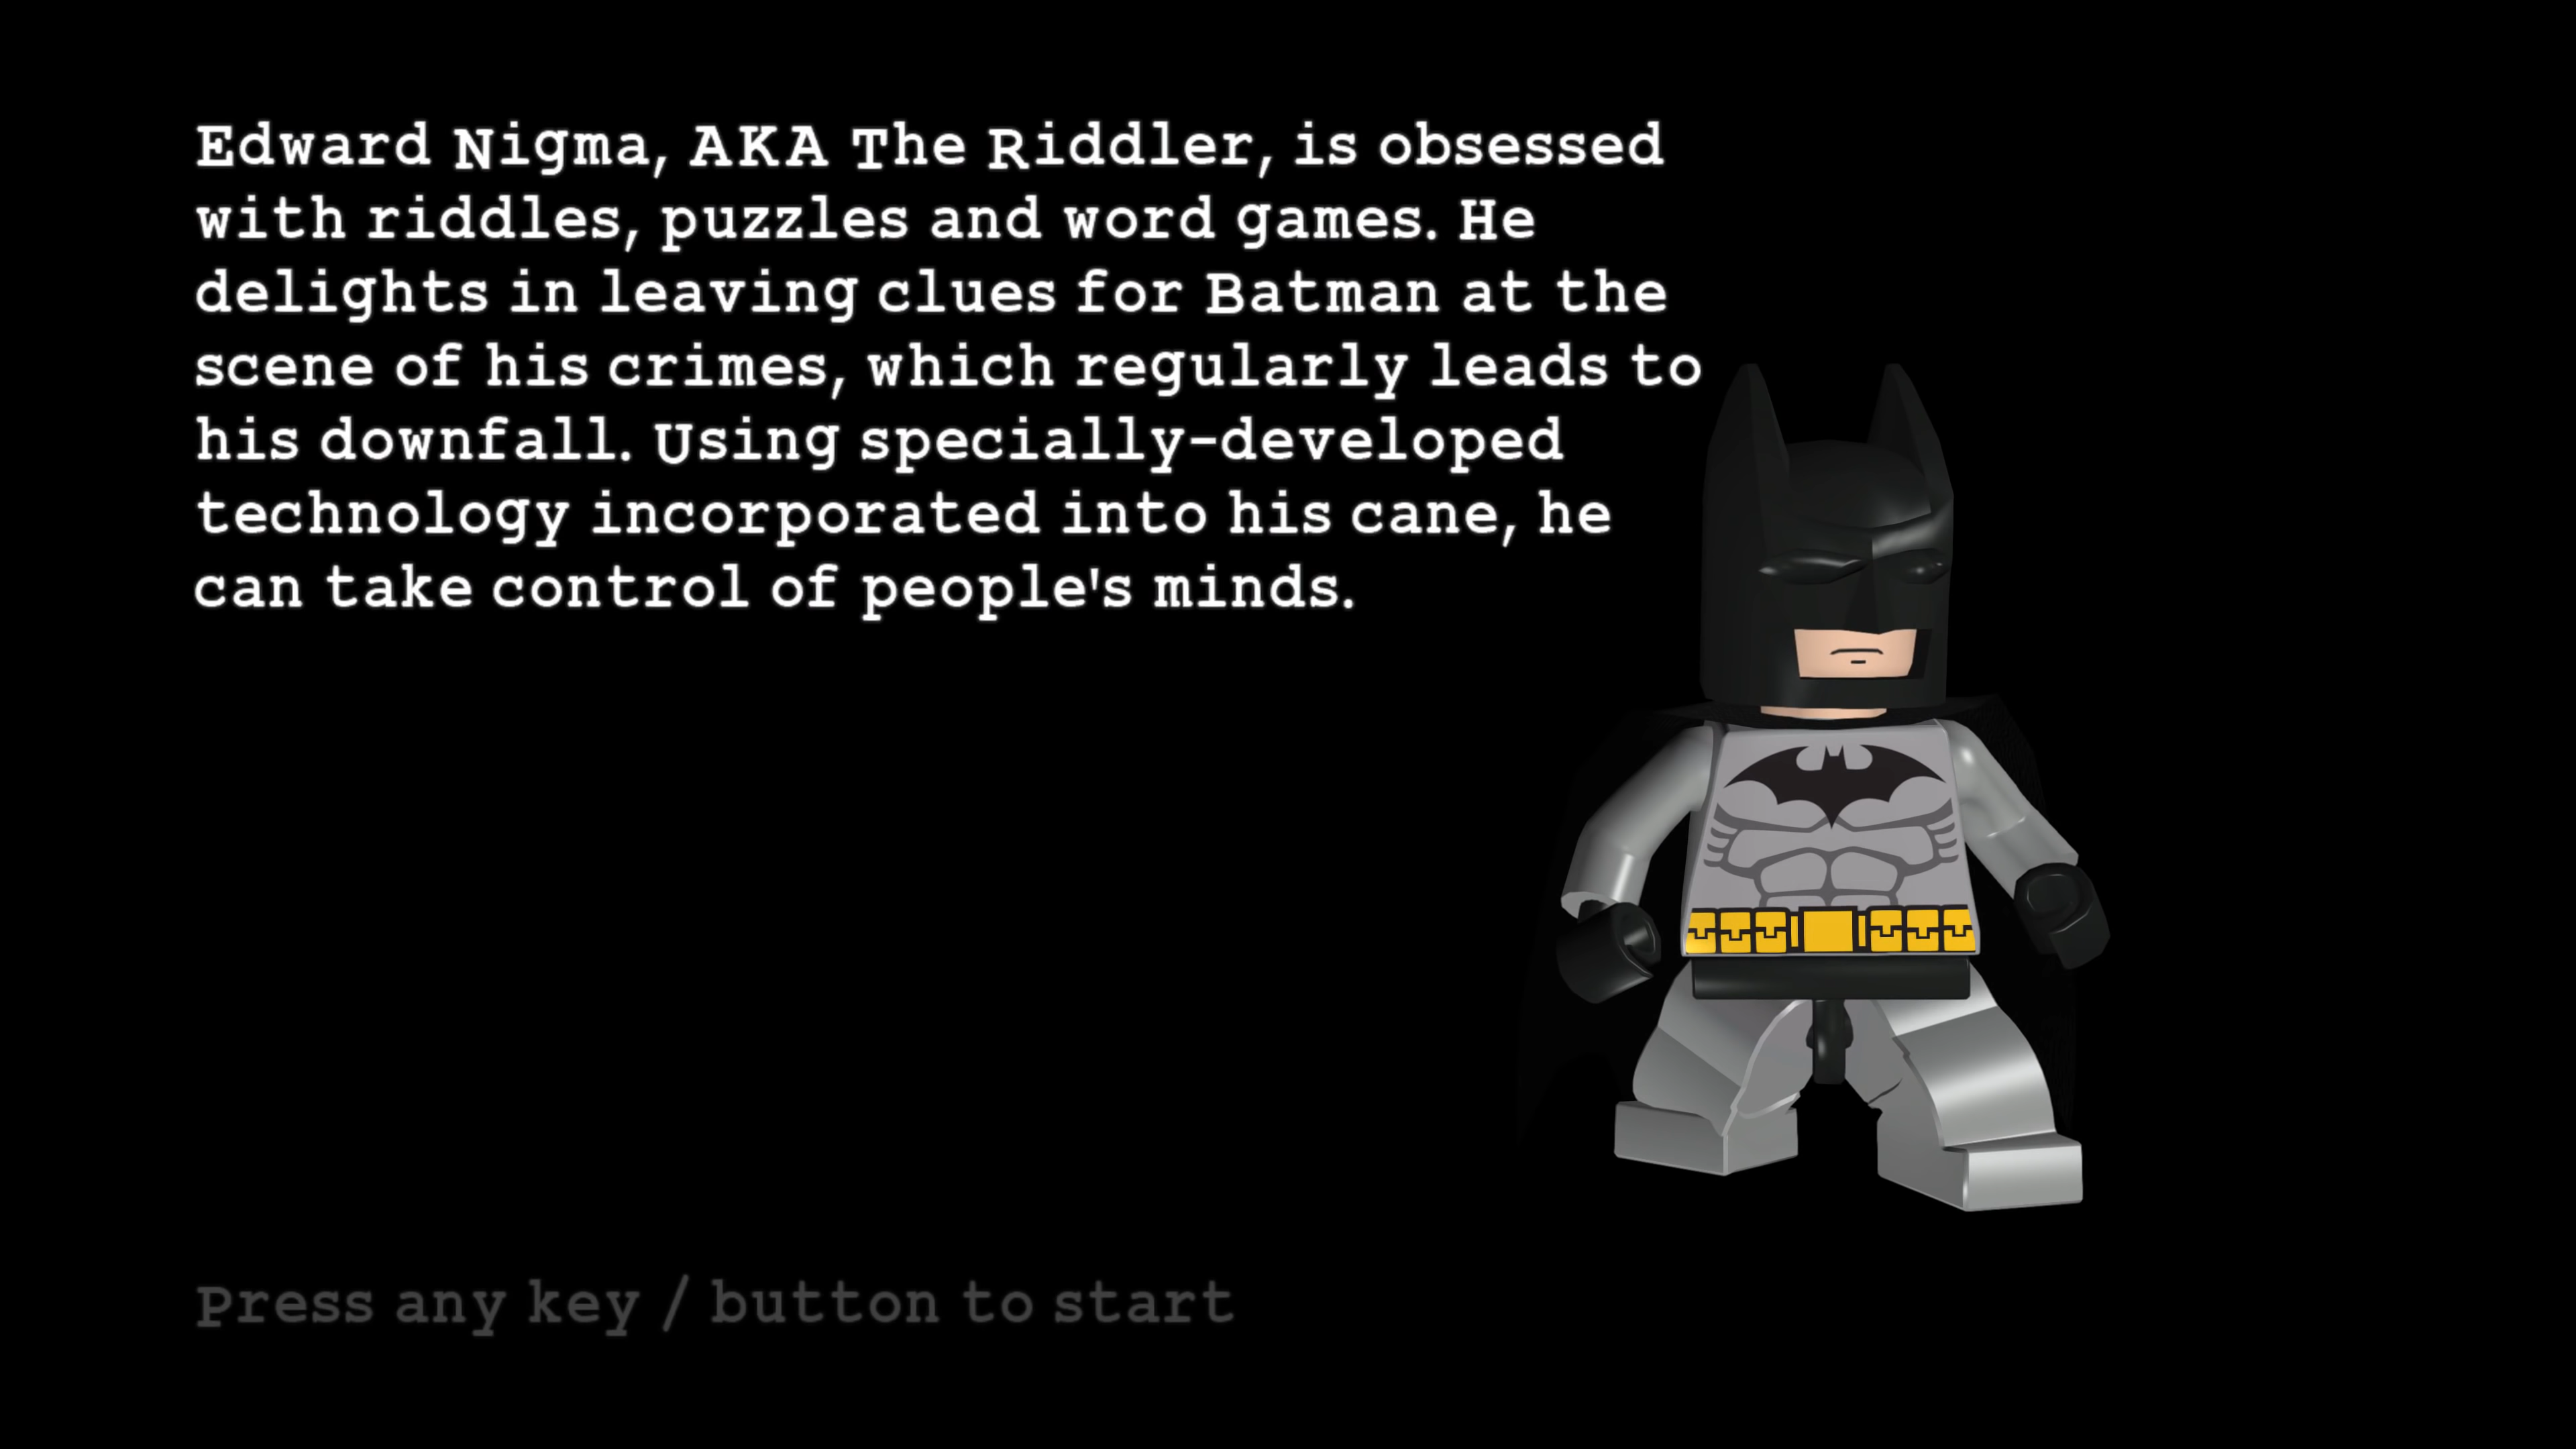 Edward Nigma, AKA The Riddler, is obsessed
with riddles, puzzles and word games. He
delights in leaving clues for Batman at the
scene of his crimes, which regularly leads to
his downfall. Using specially-developed
technology incorporated into his cane, he
can take control of people's minds.
Press any key / button to start